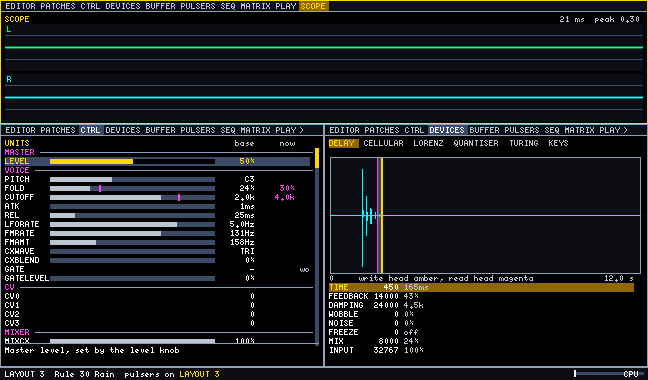 EDITOR PATCHES CTRL DEVICES BUFFER PULSERS SEQ MATRIX PLAY SCOPE
SCOPE 21 ms peak 0.30
L
R
EDITOR PATCHES CTRL DEVICES BUFFER PULSERS SEQ MATRIX PLAY >
UNITS base now
MASTER
LEVEL 50%
VOICE
PITCH C3
FOLD 24% 30%
CUTOFF 2.0k 4.0k
ATK 1ms
REL 25ms
LFORATE 5.0Hz
FMRATE 131Hz
FMAMT 158Hz
CXWAVE TRI
CXBLEND 0%
GATE - wo
GATELEVEL 0%
CV
CV0 0
CV1 0
CV2 0
CV3 0
MIXER
MIXCX 100%
Master level, set by the level knob
EDITOR PATCHES CTRL DEVICES BUFFER PULSERS SEQ MATRIX PLAY >
DELAY CELLULAR LORENZ QUANTISER TURING KEYS
0 write head amber, read head magenta 12.0 s
TIME 450 165ms
FEEDBACK 14000 43%
DAMPING 24000 4.5k
WOBBLE 0 0%
NOISE 0 0%
FREEZE 0 off
MIX 8000 24%
INPUT 32767 100%
LAYOUT 3 Rule 30 Rain pulsers on LAYOUT 3 CPU